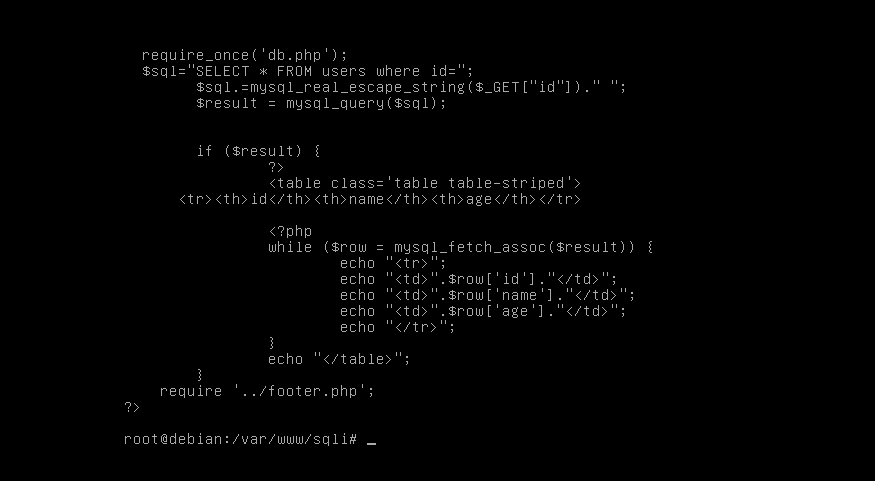 require_once('db.php');
$sql="SELECT * FROM users where id=";
$sql.=mysql_real_escape_string($_GET["id"])." ";
$result = mysql_query($sql);
if ($result) {
?>
<table class='table table-striped'>
<tr><th>id</th><th>name</th><th>age</th></tr>
<?php
while ($row = mysql_fetch_assoc($result)) {
echo "<tr>";
echo "<td>".$row['id']."</td>";
echo "<td>".$row['name']."</td>";
echo "<td>".$row['age']."</td>";
echo "</tr>";
}
echo "</table>";
}
require '../footer.php';
?>
root@debian:/var/www/sqli# _